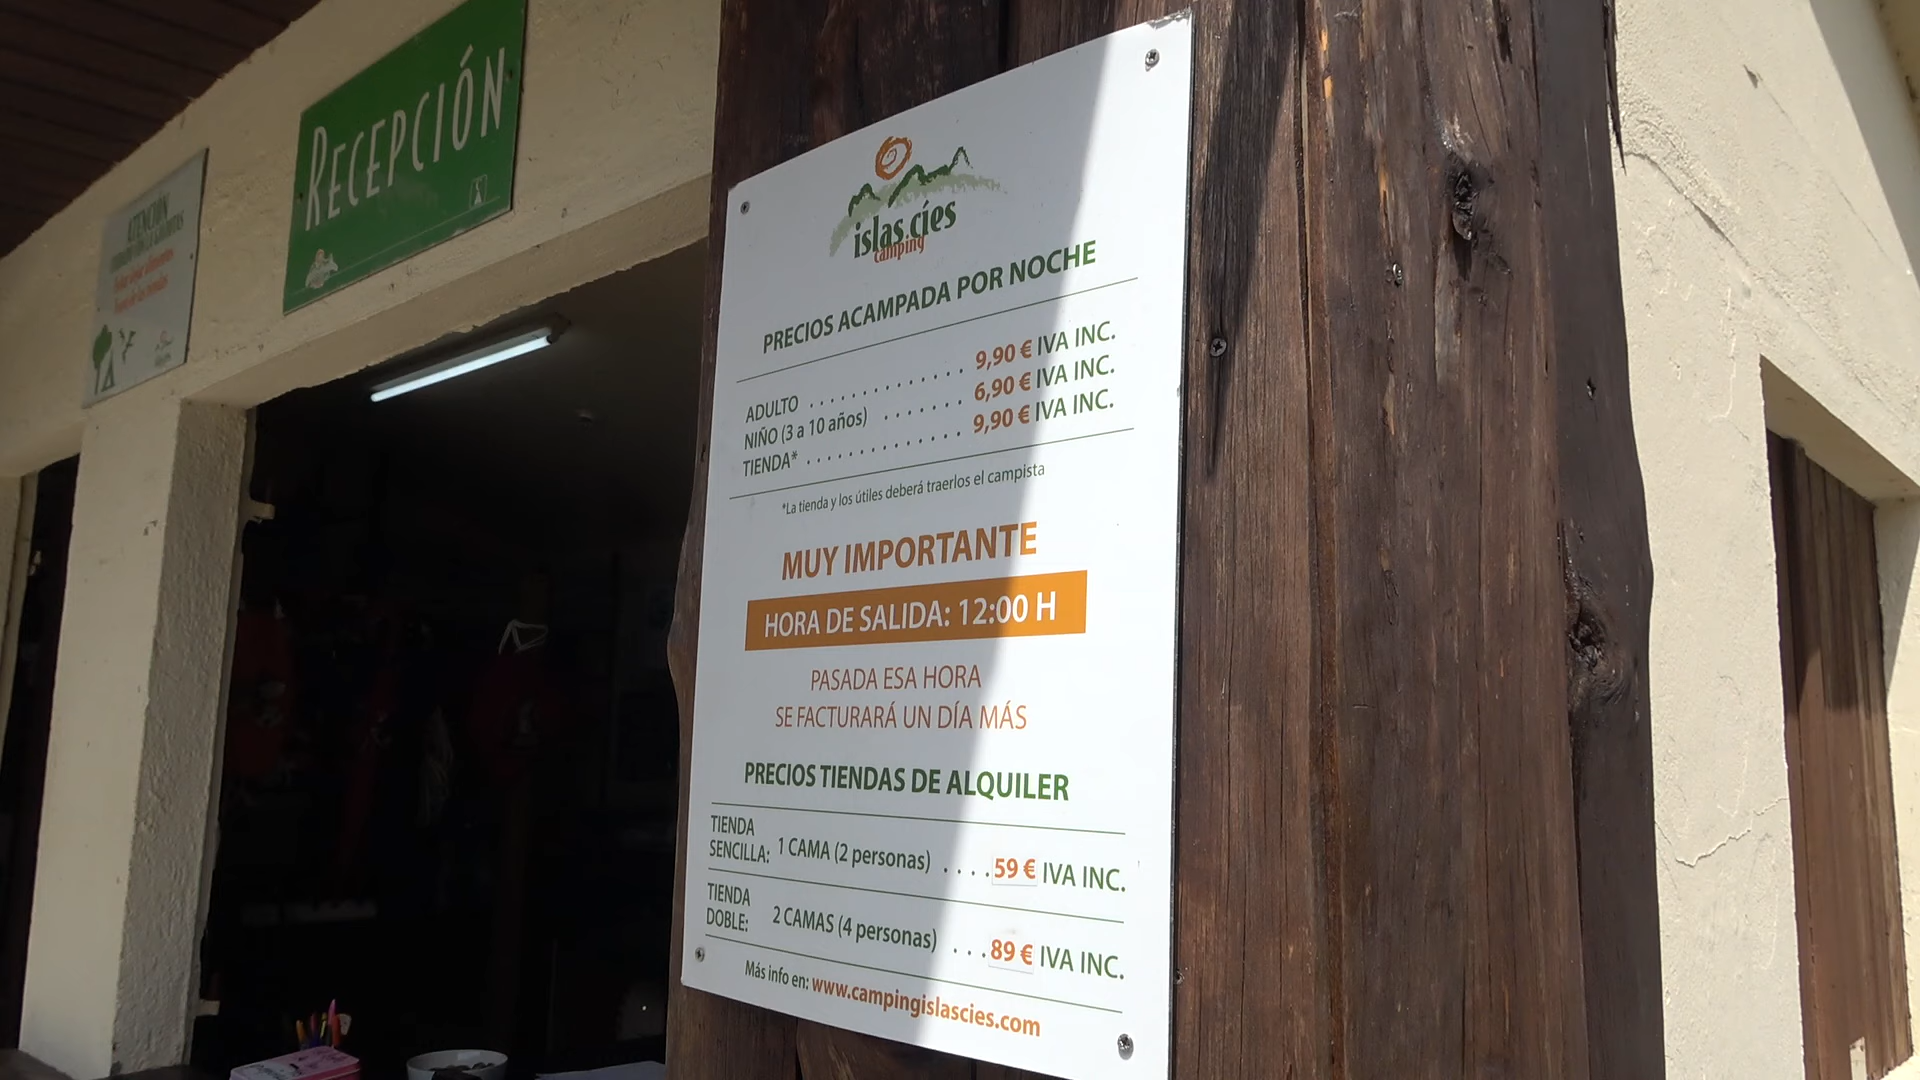 RECEPCIÓN
ATENCIÓN
islas cíes
camping
PRECIOS ACAMPADA POR NOCHE
ADULTO . . . . . . . . . . . . . 9,90 € IVA INC.
NIÑO (3 a 10 años) . . . . . . . 6,90 € IVA INC.
TIENDA* . . . . . . . . . . . . . 9,90 € IVA INC.
*La tienda y los útiles deberá traerlos el campista
MUY IMPORTANTE
HORA DE SALIDA: 12:00 H
PASADA ESA HORA
SE FACTURARÁ UN DÍA MÁS
PRECIOS TIENDAS DE ALQUILER
TIENDA
SENCILLA: 1 CAMA (2 personas) . . . . 59 € IVA INC.
TIENDA
DOBLE: 2 CAMAS (4 personas) . . . 89 € IVA INC.
Más info en: www.campingislascies.com